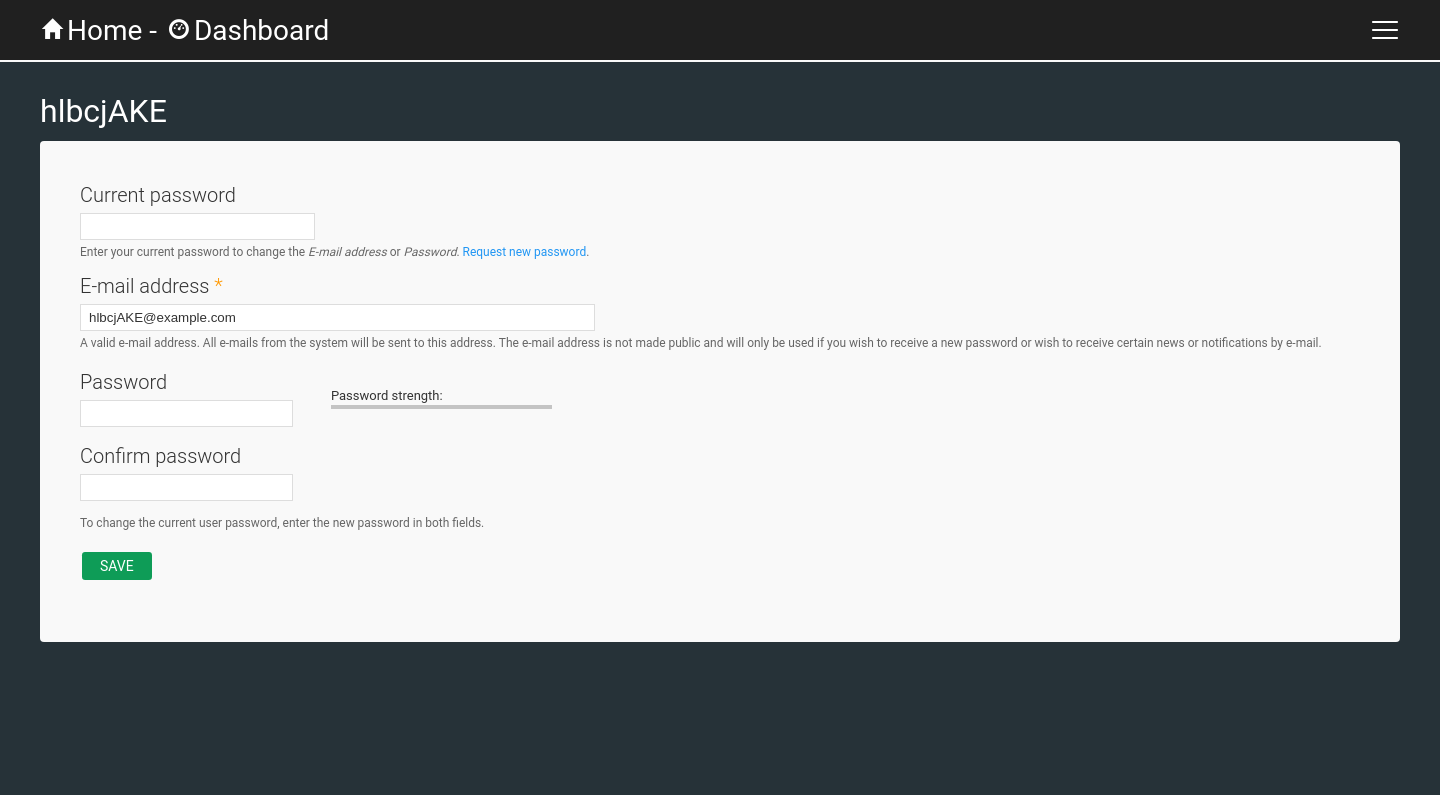 Home - Dashboard
hlbcjAKE
Current password
Enter your current password to change the E-mail address or Password. Request new password.
E-mail address *
hlbcjAKE@example.com
A valid e-mail address. All e-mails from the system will be sent to this address. The e-mail address is not made public and will only be used if you wish to receive a new password or wish to receive certain news or notifications by e-mail.
Password
Password strength:
Confirm password
To change the current user password, enter the new password in both fields.
SAVE